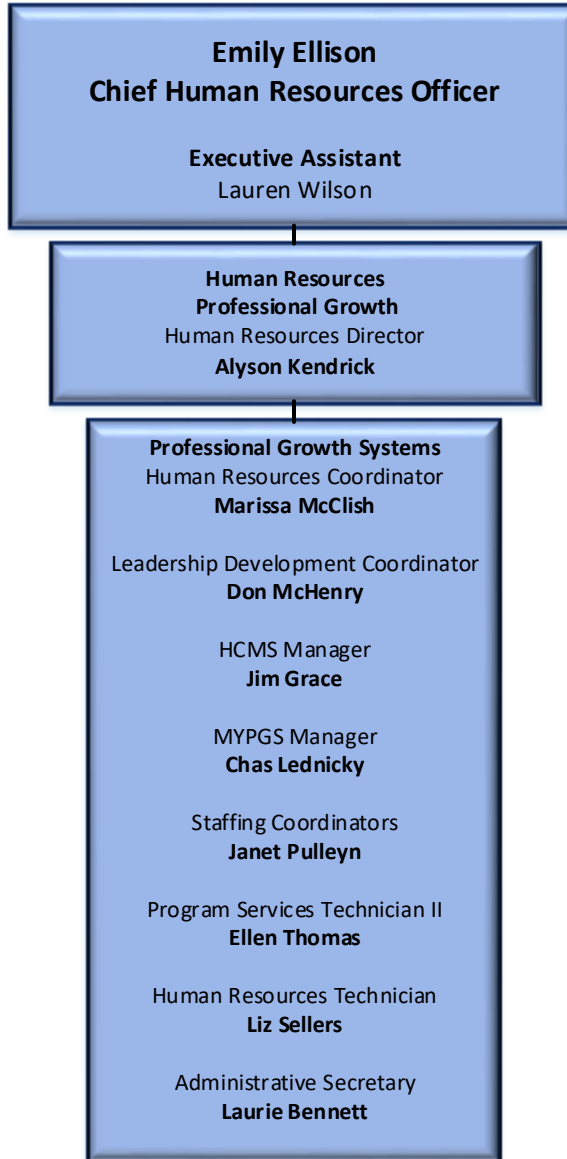 Emily Ellison
Chief Human Resources Officer
Executive Assistant
Lauren Wilson
Human Resources
Professional Growth
Human Resources Director
Alyson Kendrick
Professional Growth Systems
Human Resources Coordinator
Marissa McClish
Leadership Development Coordinator
Don McHenry
HCMS Manager
Jim Grace
MYPGS Manager
Chas Lednicky
Staffing Coordinators
Janet Pulleyn
Program Services Technician II
Ellen Thomas
Human Resources Technician
Liz Sellers
Administrative Secretary
Laurie Bennett